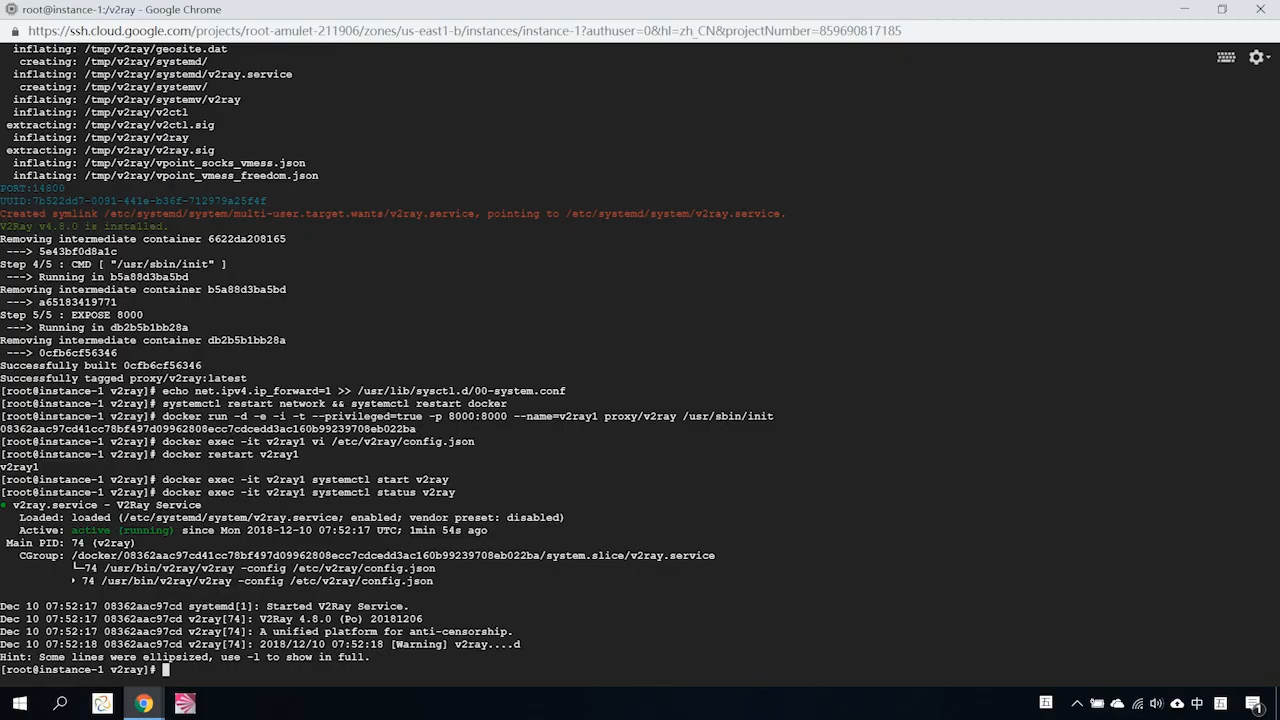 root@instance-1:/v2ray - Google Chrome
https://ssh.cloud.google.com/projects/root-amulet-211906/zones/us-east1-b/instances/instance-1?authuser=0&hl=zh_CN&projectNumber=859690817185
inflating: /tmp/v2ray/geosite.dat
creating: /tmp/v2ray/systemd/
inflating: /tmp/v2ray/systemd/v2ray.service
creating: /tmp/v2ray/systemv/
inflating: /tmp/v2ray/systemv/v2ray
inflating: /tmp/v2ray/v2ctl
extracting: /tmp/v2ray/v2ctl.sig
inflating: /tmp/v2ray/v2ray
extracting: /tmp/v2ray/v2ray.sig
inflating: /tmp/v2ray/vpoint_socks_vmess.json
inflating: /tmp/v2ray/vpoint_vmess_freedom.json
PORT:14800
UUID:7b522dd7-0091-441e-b36f-712979a25f4f
Created symlink /etc/systemd/system/multi-user.target.wants/v2ray.service, pointing to /etc/systemd/system/v2ray.service.
V2Ray v4.8.0 is installed.
Removing intermediate container 6622da208165
---> 5e43bf0d8a1c
Step 4/5 : CMD [ "/usr/sbin/init" ]
---> Running in b5a88d3ba5bd
Removing intermediate container b5a88d3ba5bd
---> a65183419771
Step 5/5 : EXPOSE 8000
---> Running in db2b5b1bb28a
Removing intermediate container db2b5b1bb28a
---> 0cfb6cf56346
Successfully built 0cfb6cf56346
Successfully tagged proxy/v2ray:latest
[root@instance-1 v2ray]# echo net.ipv4.ip_forward=1 >> /usr/lib/sysctl.d/00-system.conf
[root@instance-1 v2ray]# systemctl restart network && systemctl restart docker
[root@instance-1 v2ray]# docker run -d -e -i -t --privileged=true -p 8000:8000 --name=v2ray1 proxy/v2ray /usr/sbin/init
08362aac97cd41cc78bf497d09962808ecc7cdcedd3ac160b99239708eb022ba
[root@instance-1 v2ray]# docker exec -it v2ray1 vi /etc/v2ray/config.json
[root@instance-1 v2ray]# docker restart v2ray1
v2ray1
[root@instance-1 v2ray]# docker exec -it v2ray1 systemctl start v2ray
[root@instance-1 v2ray]# docker exec -it v2ray1 systemctl status v2ray
● v2ray.service - V2Ray Service
Loaded: loaded (/etc/systemd/system/v2ray.service; enabled; vendor preset: disabled)
Active: active (running) since Mon 2018-12-10 07:52:17 UTC; 1min 54s ago
Main PID: 74 (v2ray)
CGroup: /docker/08362aac97cd41cc78bf497d09962808ecc7cdcedd3ac160b99239708eb022ba/system.slice/v2ray.service
└─74 /usr/bin/v2ray/v2ray -config /etc/v2ray/config.json
‣ 74 /usr/bin/v2ray/v2ray -config /etc/v2ray/config.json
Dec 10 07:52:17 08362aac97cd systemd[1]: Started V2Ray Service.
Dec 10 07:52:17 08362aac97cd v2ray[74]: V2Ray 4.8.0 (Po) 20181206
Dec 10 07:52:17 08362aac97cd v2ray[74]: A unified platform for anti-censorship.
Dec 10 07:52:18 08362aac97cd v2ray[74]: 2018/12/10 07:52:18 [Warning] v2ray....d
Hint: Some lines were ellipsized, use -l to show in full.
[root@instance-1 v2ray]#
五 中 五 1